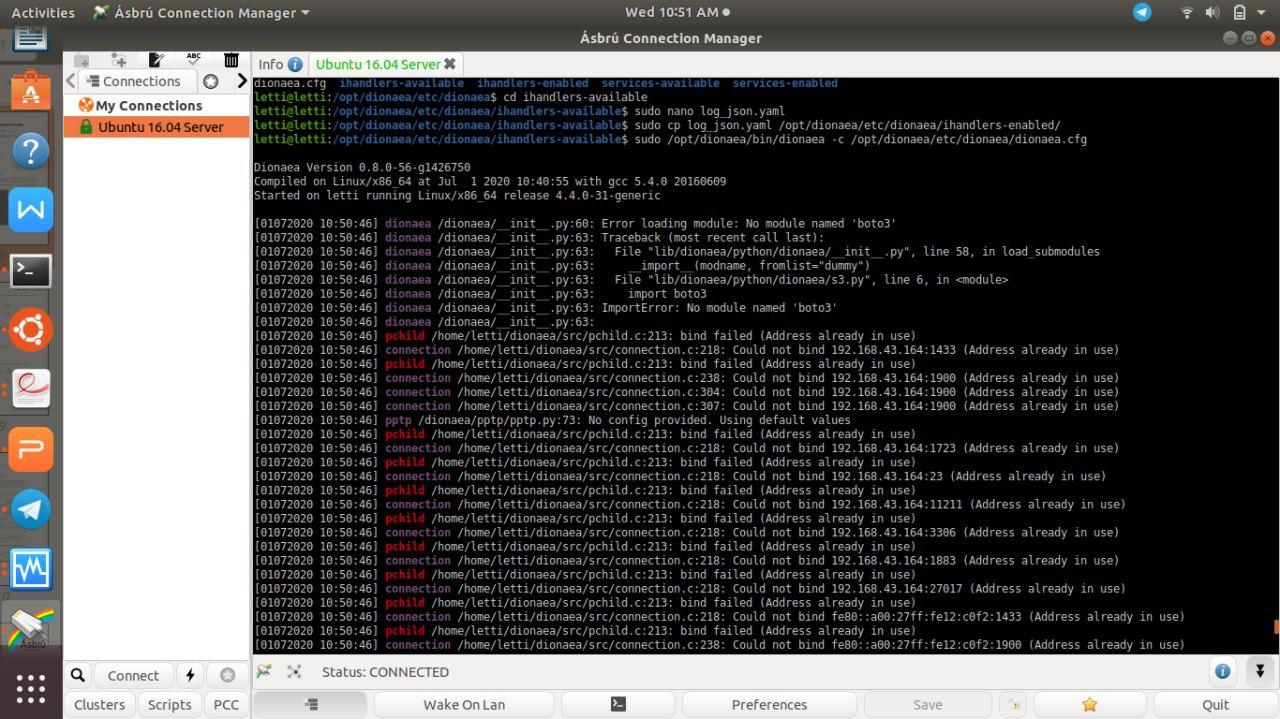 Activities Ásbrú Connection Manager Wed 10:51 AM
Ásbrú Connection Manager
ABC
Info Ubuntu 16.04 Server
Connections
My Connections
Ubuntu 16.04 Server
dionaea.cfg ihandlers-available ihandlers-enabled services-available services-enabled
letti@letti:/opt/dionaea/etc/dionaea$ cd ihandlers-available
letti@letti:/opt/dionaea/etc/dionaea/ihandlers-available$ sudo nano log_json.yaml
letti@letti:/opt/dionaea/etc/dionaea/ihandlers-available$ sudo cp log_json.yaml /opt/dionaea/etc/dionaea/ihandlers-enabled/
letti@letti:/opt/dionaea/etc/dionaea/ihandlers-available$ sudo /opt/dionaea/bin/dionaea -c /opt/dionaea/etc/dionaea/dionaea.cfg
Dionaea Version 0.8.0-56-g1426750
Compiled on Linux/x86_64 at Jul  1 2020 10:40:55 with gcc 5.4.0 20160609
Started on letti running Linux/x86_64 release 4.4.0-31-generic
[01072020 10:50:46] dionaea /dionaea/__init__.py:60: Error loading module: No module named 'boto3'
[01072020 10:50:46] dionaea /dionaea/__init__.py:63: Traceback (most recent call last):
[01072020 10:50:46] dionaea /dionaea/__init__.py:63:   File "lib/dionaea/python/dionaea/__init__.py", line 58, in load_submodules
[01072020 10:50:46] dionaea /dionaea/__init__.py:63:     __import__(modname, fromlist="dummy")
[01072020 10:50:46] dionaea /dionaea/__init__.py:63:   File "lib/dionaea/python/dionaea/s3.py", line 6, in <module>
[01072020 10:50:46] dionaea /dionaea/__init__.py:63:     import boto3
[01072020 10:50:46] dionaea /dionaea/__init__.py:63: ImportError: No module named 'boto3'
[01072020 10:50:46] dionaea /dionaea/__init__.py:63:
[01072020 10:50:46] pchild /home/letti/dionaea/src/pchild.c:213: bind failed (Address already in use)
[01072020 10:50:46] connection /home/letti/dionaea/src/connection.c:218: Could not bind 192.168.43.164:1433 (Address already in use)
[01072020 10:50:46] pchild /home/letti/dionaea/src/pchild.c:213: bind failed (Address already in use)
[01072020 10:50:46] connection /home/letti/dionaea/src/connection.c:238: Could not bind 192.168.43.164:1900 (Address already in use)
[01072020 10:50:46] connection /home/letti/dionaea/src/connection.c:304: Could not bind 192.168.43.164:1900 (Address already in use)
[01072020 10:50:46] connection /home/letti/dionaea/src/connection.c:307: Could not bind 192.168.43.164:1900 (Address already in use)
[01072020 10:50:46] pptp /dionaea/pptp/pptp.py:73: No config provided. Using default values
[01072020 10:50:46] pchild /home/letti/dionaea/src/pchild.c:213: bind failed (Address already in use)
[01072020 10:50:46] connection /home/letti/dionaea/src/connection.c:218: Could not bind 192.168.43.164:1723 (Address already in use)
[01072020 10:50:46] pchild /home/letti/dionaea/src/pchild.c:213: bind failed (Address already in use)
[01072020 10:50:46] connection /home/letti/dionaea/src/connection.c:218: Could not bind 192.168.43.164:23 (Address already in use)
[01072020 10:50:46] pchild /home/letti/dionaea/src/pchild.c:213: bind failed (Address already in use)
[01072020 10:50:46] connection /home/letti/dionaea/src/connection.c:218: Could not bind 192.168.43.164:11211 (Address already in use)
[01072020 10:50:46] pchild /home/letti/dionaea/src/pchild.c:213: bind failed (Address already in use)
[01072020 10:50:46] connection /home/letti/dionaea/src/connection.c:218: Could not bind 192.168.43.164:3306 (Address already in use)
[01072020 10:50:46] pchild /home/letti/dionaea/src/pchild.c:213: bind failed (Address already in use)
[01072020 10:50:46] connection /home/letti/dionaea/src/connection.c:218: Could not bind 192.168.43.164:1883 (Address already in use)
[01072020 10:50:46] pchild /home/letti/dionaea/src/pchild.c:213: bind failed (Address already in use)
[01072020 10:50:46] connection /home/letti/dionaea/src/connection.c:218: Could not bind 192.168.43.164:27017 (Address already in use)
[01072020 10:50:46] pchild /home/letti/dionaea/src/pchild.c:213: bind failed (Address already in use)
[01072020 10:50:46] connection /home/letti/dionaea/src/connection.c:218: Could not bind fe80::a00:27ff:fe12:c0f2:1433 (Address already in use)
[01072020 10:50:46] pchild /home/letti/dionaea/src/pchild.c:213: bind failed (Address already in use)
[01072020 10:50:46] connection /home/letti/dionaea/src/connection.c:238: Could not bind fe80::a00:27ff:fe12:c0f2:1900 (Address already in use)
Ásbrú
Connect Status: CONNECTED
Clusters Scripts PCC Wake On Lan Preferences Save Quit